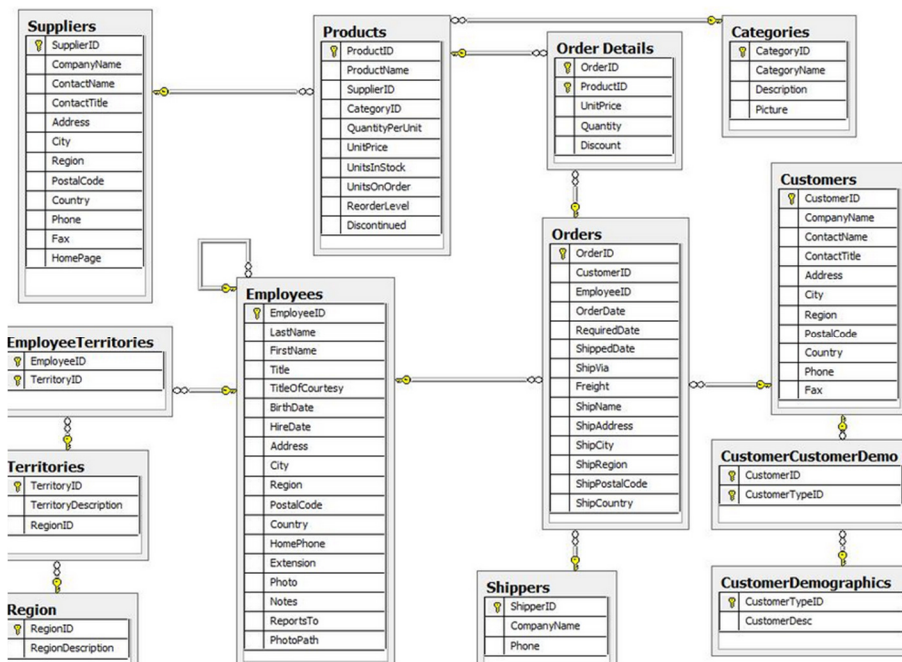 Suppliers
SupplierID
CompanyName
ContactName
ContactTitle
Address
City
Region
PostalCode
Country
Phone
Fax
HomePage
Products
ProductID
ProductName
SupplierID
CategoryID
QuantityPerUnit
UnitPrice
UnitsInStock
UnitsOnOrder
ReorderLevel
Discontinued
Order Details
OrderID
ProductID
UnitPrice
Quantity
Discount
Categories
CategoryID
CategoryName
Description
Picture
Customers
CustomerID
CompanyName
ContactName
ContactTitle
Address
City
Region
PostalCode
Country
Phone
Fax
Orders
OrderID
CustomerID
EmployeeID
OrderDate
RequiredDate
ShippedDate
ShipVia
Freight
ShipName
ShipAddress
ShipCity
ShipRegion
ShipPostalCode
ShipCountry
Employees
EmployeeID
LastName
FirstName
Title
TitleOfCourtesy
BirthDate
HireDate
Address
City
Region
PostalCode
Country
HomePhone
Extension
Photo
Notes
ReportsTo
PhotoPath
EmployeeTerritories
EmployeeID
TerritoryID
Territories
TerritoryID
TerritoryDescription
RegionID
Region
RegionID
RegionDescription
Shippers
ShipperID
CompanyName
Phone
CustomerCustomerDemo
CustomerID
CustomerTypeID
CustomerDemographics
CustomerTypeID
CustomerDesc